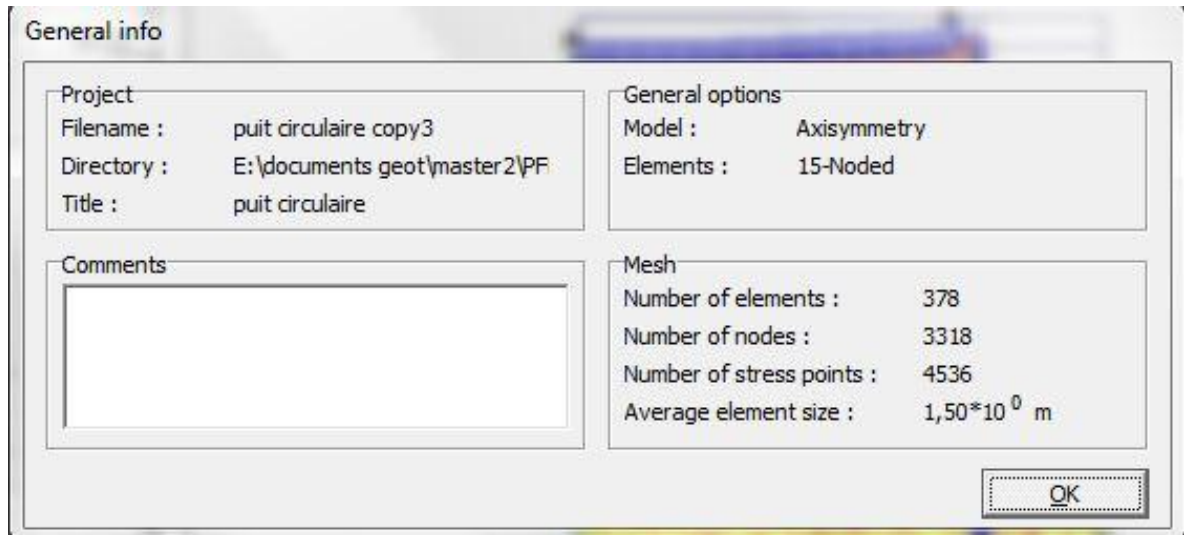 General info
Project
Filename : puit circulaire copy3
Directory : E:\documents geot\master2\PF
Title : puit circulaire
General options
Model : Axisymmetry
Elements : 15-Noded
Comments
Mesh
Number of elements : 378
Number of nodes : 3318
Number of stress points : 4536
Average element size : 1,50*10 0 m
OK